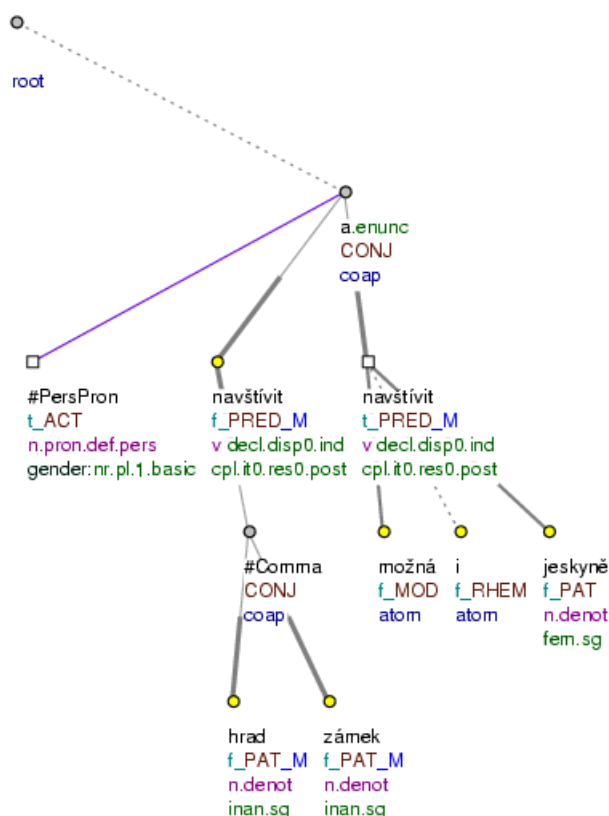 root
a.enunc
CONJ
coap
#PersPron
t_ACT
n.pron.def.pers
gender:nr.pl.1.basic
navštívit
f_PRED_M
v decl.disp0.ind
cpl.it0.res0.post
navštívit
t_PRED_M
v decl.disp0.ind
cpl.it0.res0.post
#Comma
CONJ
coap
možná
f_MOD
atom
i
f_RHEM
atom
jeskyně
f_PAT
n.denot
fem.sg
hrad
f_PAT_M
n.denot
inan.sg
zámek
f_PAT_M
n.denot
inan.sg